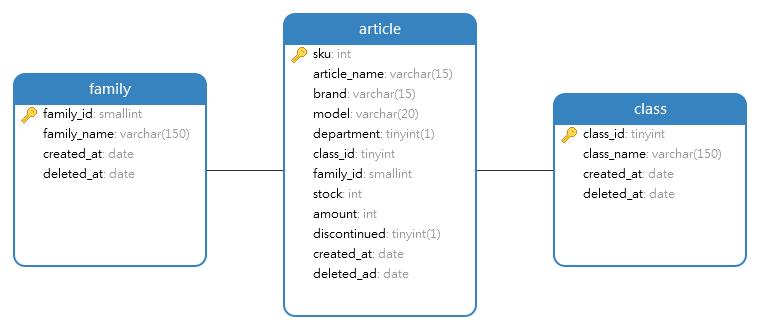 family
family_id: smallint
family_name: varchar(150)
created_at: date
deleted_at: date
article
sku: int
article_name: varchar(15)
brand: varchar(15)
model: varchar(20)
department: tinyint(1)
class_id: tinyint
family_id: smallint
stock: int
amount: int
discontinued: tinyint(1)
created_at: date
deleted_ad: date
class
class_id: tinyint
class_name: varchar(150)
created_at: date
deleted_at: date